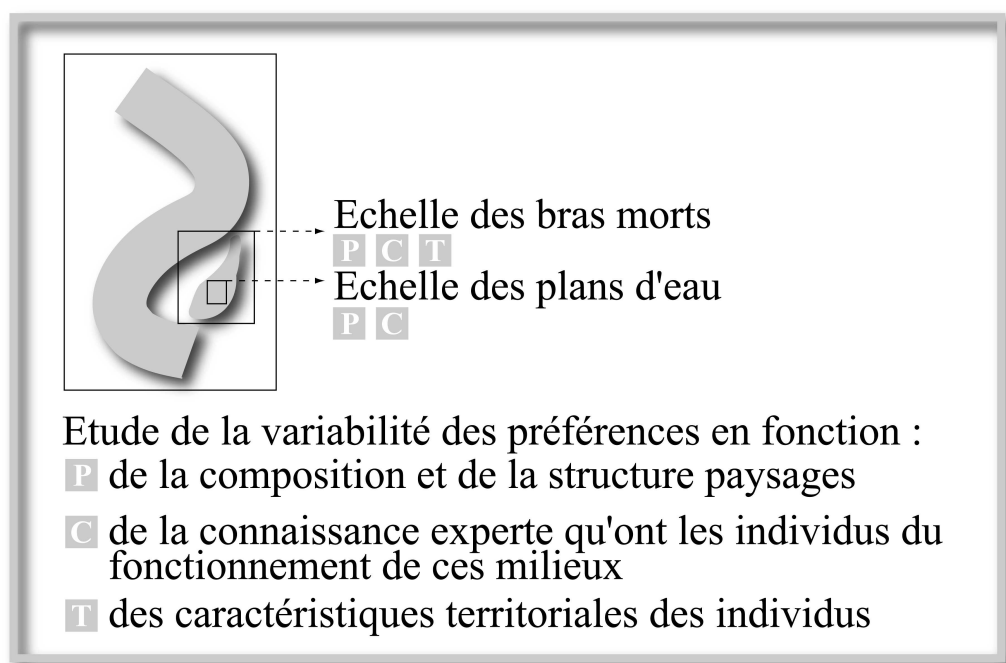 Echelle des bras morts
P C T
Echelle des plans d'eau
P C
Etude de la variabilité des préférences en fonction :
P de la composition et de la structure paysages
C de la connaissance experte qu'ont les individus du
fonctionnement de ces milieux
T des caractéristiques territoriales des individus